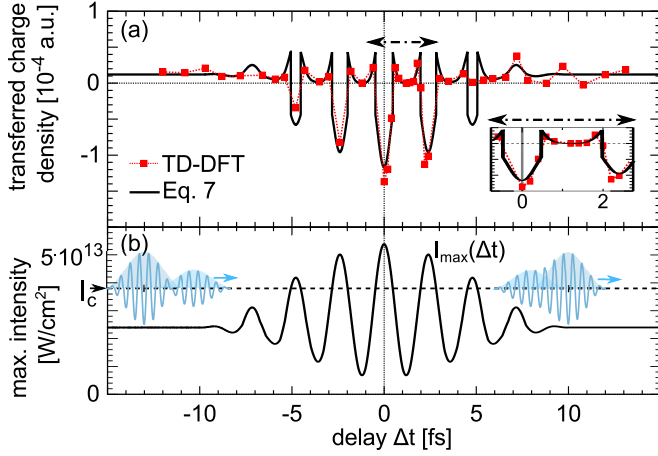 (a)
transferred charge
density [10⁻⁴ a.u.]
1
0
-1
TD-DFT
Eq. 7
0 2
(b)
I_max(Δt)
max. intensity
[W/cm²]
5·10¹³
I_c
0
-10 -5 0 5 10
delay Δt [fs]